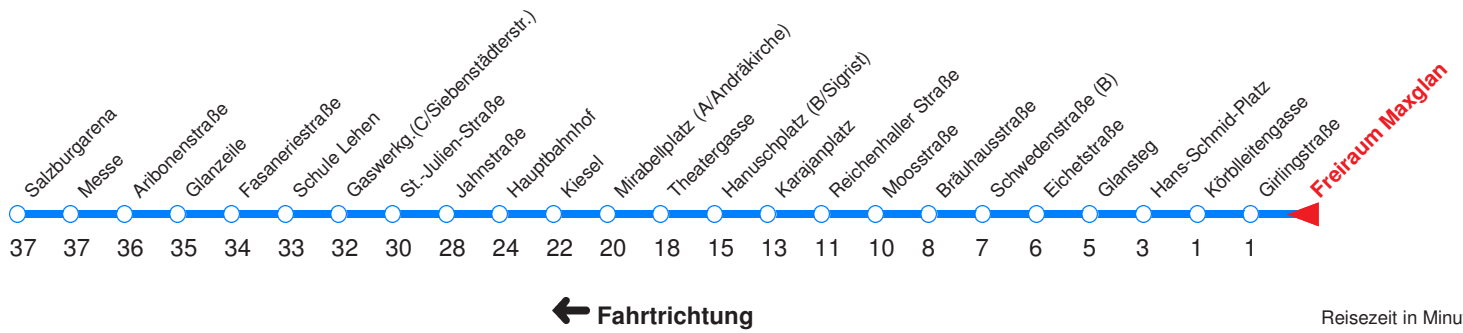 Salzburgarena
Messe
Aribonenstraße
Glanzeile
Fasaneriestraße
Schule Lehen
Gaswerkg.(C/Siebenstädterstr.)
St.-Julien-Straße
Jahnstraße
Hauptbahnhof
Kiesel
Mirabellplatz (A/Andräkirche)
Theatergasse
Hanuschplatz (B/Sigrist)
Karajanplatz
Reichenhaller Straße
Moosstraße
Bräuhausstraße
Schwedenstraße (B)
Eichetstraße
Glansteg
Hans-Schmid-Platz
Körblleitengasse
Girlingstraße
Freiraum Maxglan
37 37 36 35 34 33 32 30 28 24 22 20 18 15 13 11 10 8 7 6 5 3 1 1
Fahrtrichtung
Reisezeit in Minu